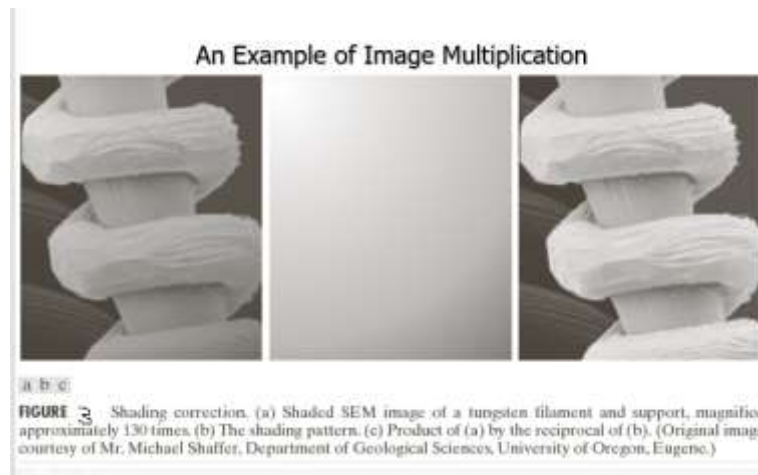 An Example of Image Multiplication
a b c
FIGURE 3 Shading correction. (a) Shaded SEM image of a tungsten filament and support, magnifie
approximately 130 times. (b) The shading pattern. (c) Product of (a) by the reciprocal of (b). (Original imag
courtesy of Mr. Michael Shaffer, Department of Geological Sciences, University of Oregon, Eugene.)